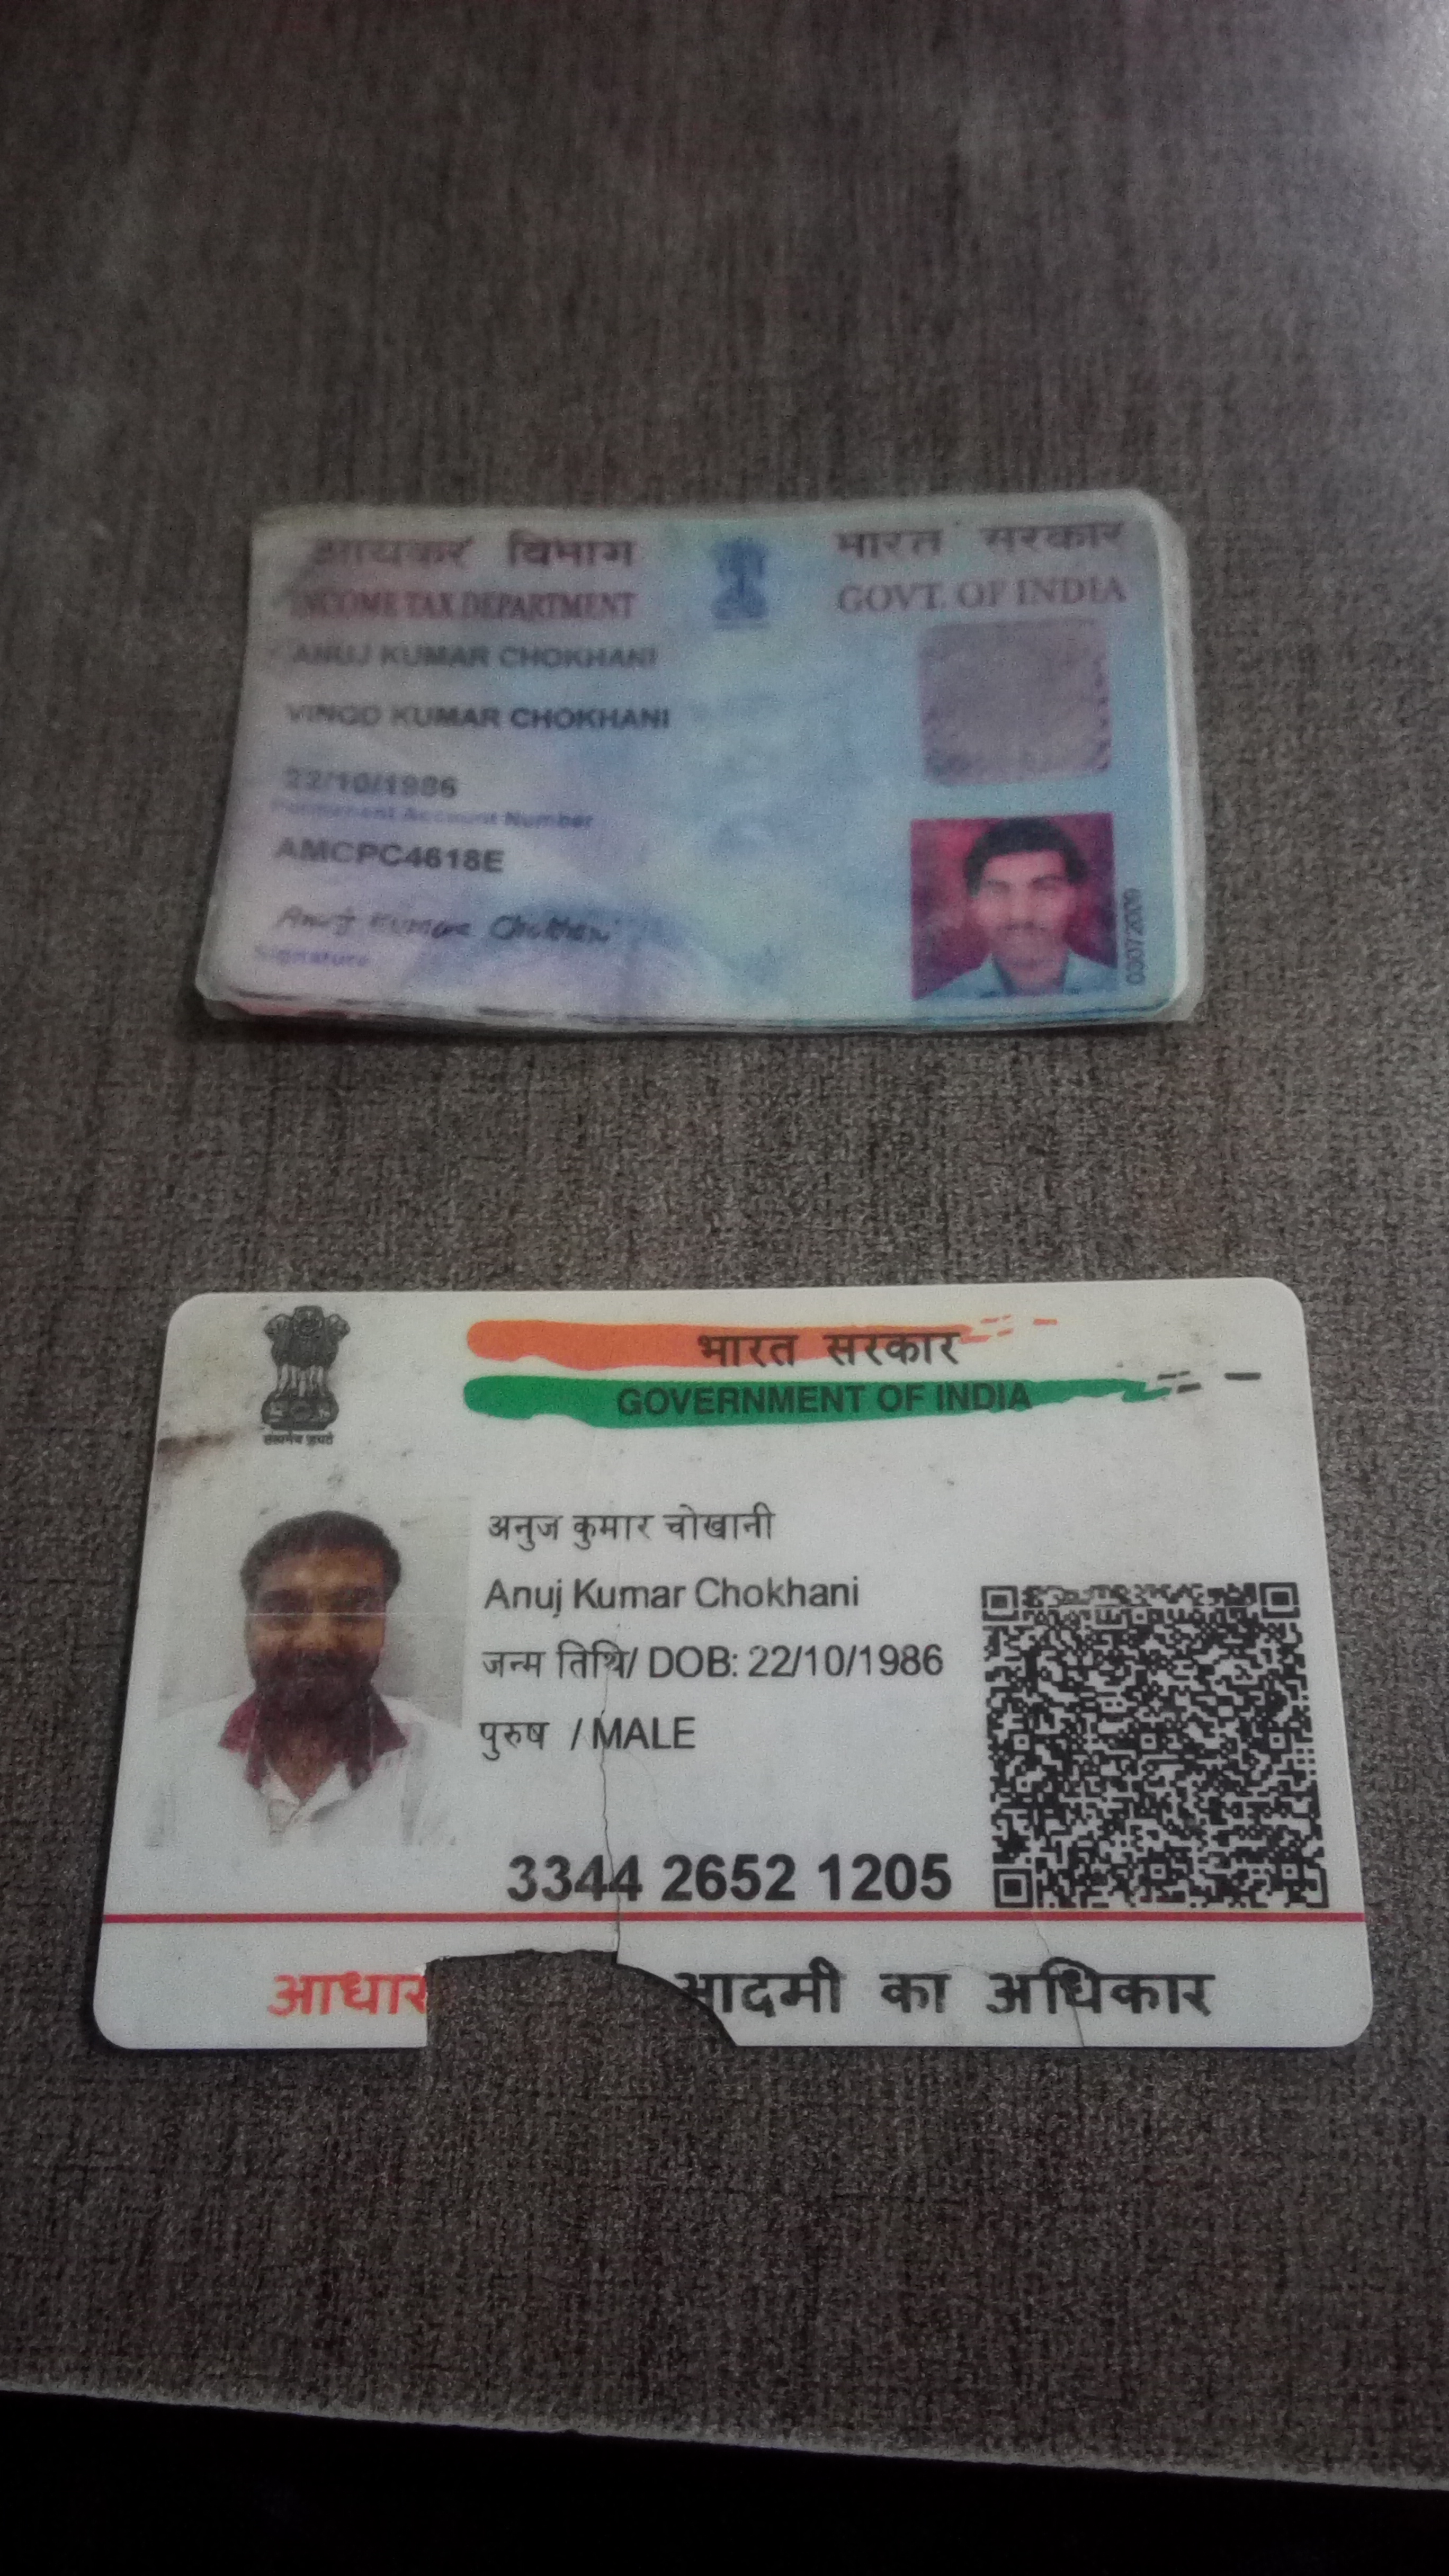 आयकर विभाग
INCOME TAX DEPARTMENT
भारत सरकार
GOVT. OF INDIA
ANUJ KUMAR CHOKHANI
VINOD KUMAR CHOKHANI
22/10/1986
Permanent Account Number
AMCPC4618E
Anuj Kumar Chokhani
Signature
03072009
सत्यमेव जयते
भारत सरकार
GOVERNMENT OF INDIA
अनुज कुमार चोखानी
Anuj Kumar Chokhani
जन्म तिथि/ DOB: 22/10/1986
पुरुष / MALE
3344 2652 1205
आधार आदमी का अधिकार